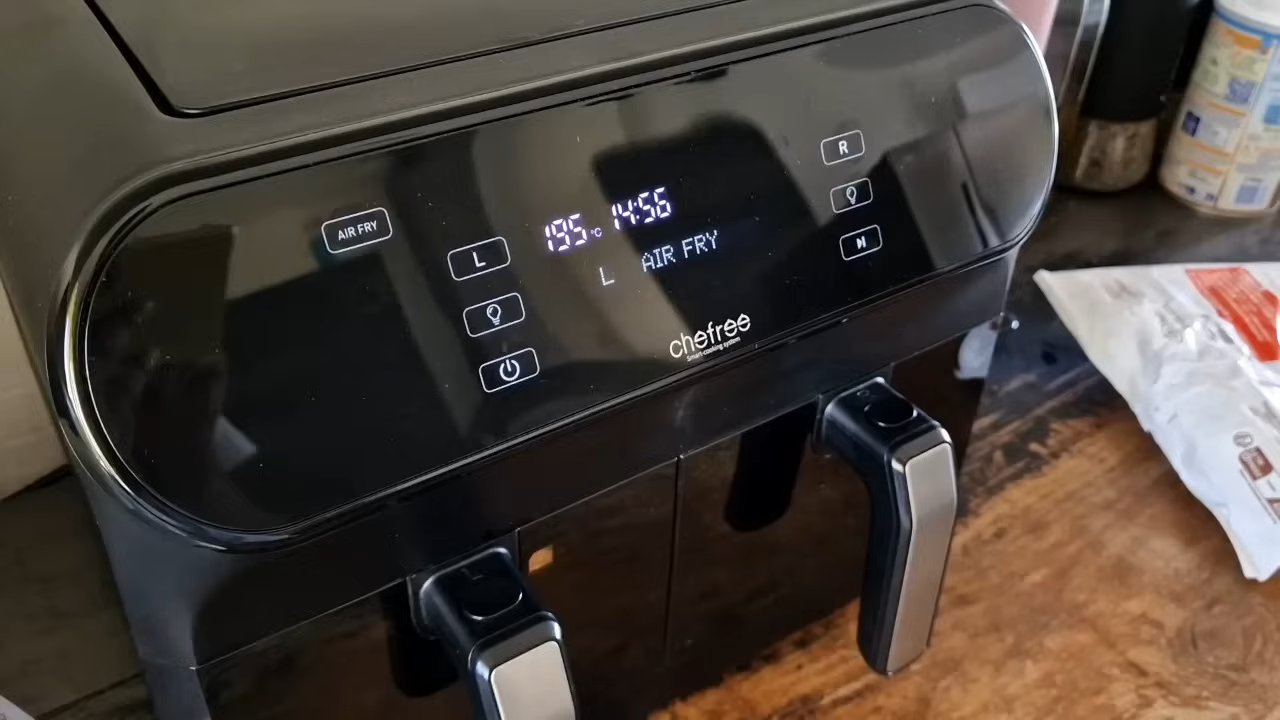 AIR FRY
L
195 °C 14:56
L AIR FRY
R
chefree
Smart cooking system